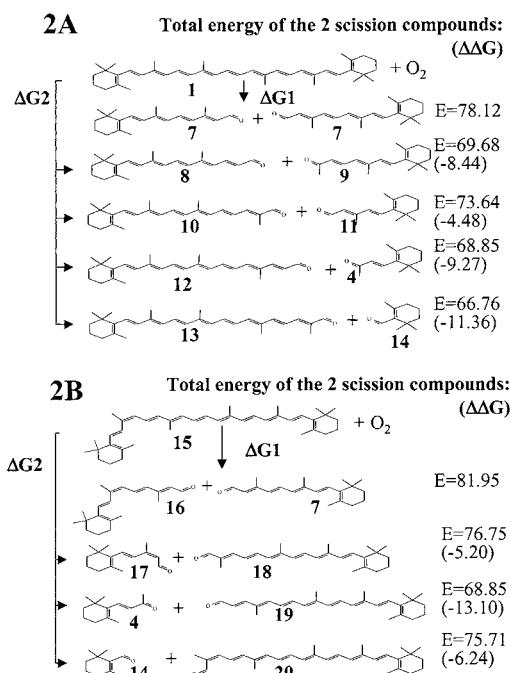 2A
Total energy of the 2 scission compounds:
(ΔΔG)
+ O2
1
ΔG2
ΔG1
+
7
7
E=78.12
+
8
9
E=69.68
(-8.44)
+
10
11
E=73.64
(-4.48)
+
12
4
E=68.85
(-9.27)
+
13
14
E=66.76
(-11.36)
2B
Total energy of the 2 scission compounds:
(ΔΔG)
15
+ O2
ΔG2
ΔG1
+
16
7
E=81.95
+
17
18
E=76.75
(-5.20)
+
4
19
E=68.85
(-13.10)
+
14
20
E=75.71
(-6.24)